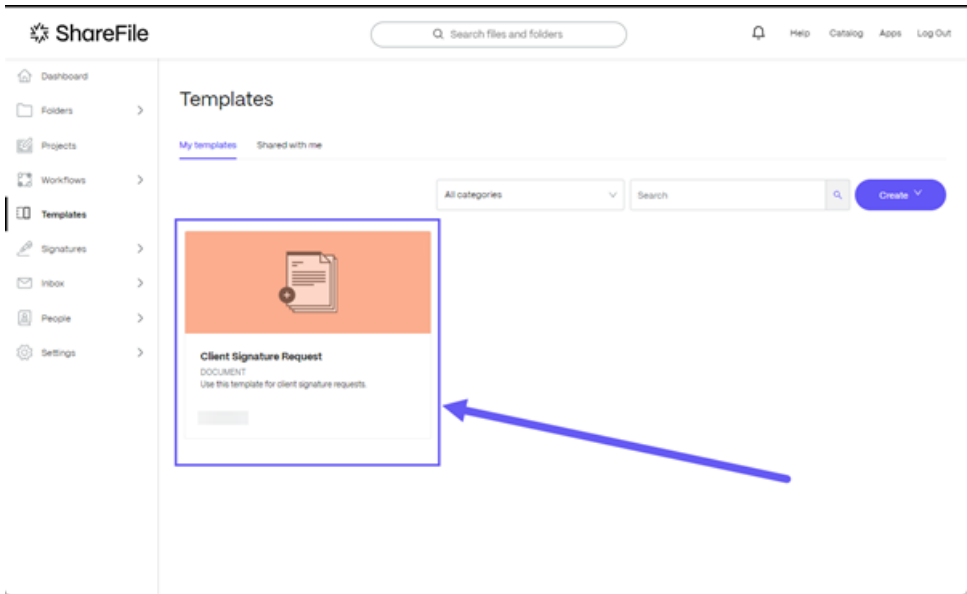 ShareFile
Search files and folders
Help
Catalog
Apps
Log Out
Dashboard
Folders
Projects
Workflows
Templates
Signatures
Inbox
People
Settings
Templates
My templates
Shared with me
All categories
Search
Create
Client Signature Request
DOCUMENT
Use this template for client signature requests.